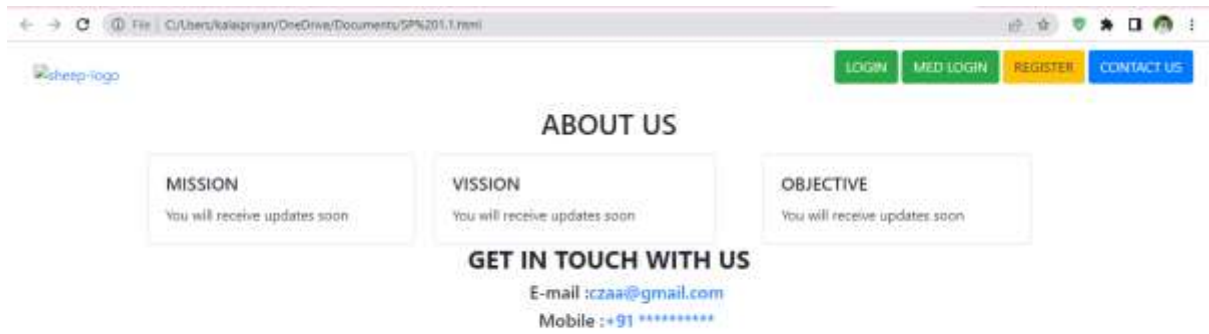 File | C:/Users/kalaipriyan/OneDrive/Documents/SP%201.1.html
sheep-logo
LOGIN MED LOGIN REGISTER CONTACT US
ABOUT US
MISSION VISSION OBJECTIVE
You will receive updates soon You will receive updates soon You will receive updates soon
GET IN TOUCH WITH US
E-mail :czaa@gmail.com
Mobile :+91 **********